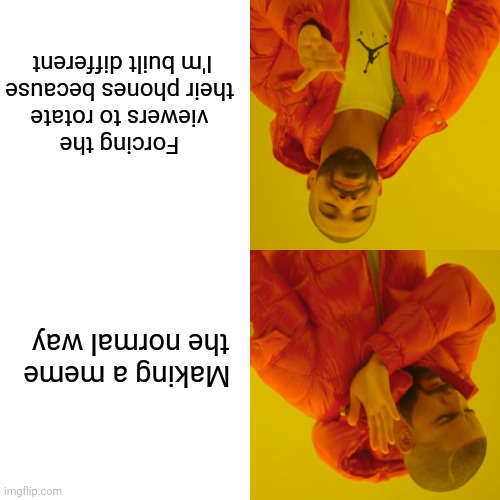 Making a meme
the normal way
Forcing the
viewers to rotate
their phones because
I'm built different
imgflip.com